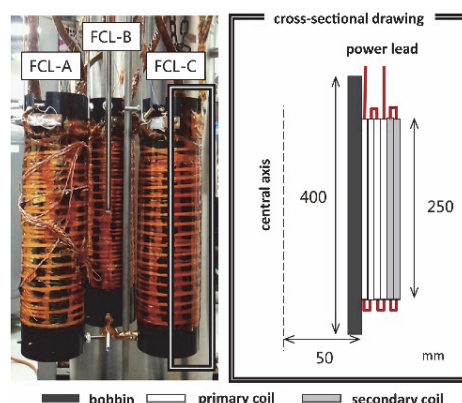 FCL-A
FCL-B
FCL-C
cross-sectional drawing
power lead
central axis
400
250
50
mm
bobbin
primary coil
secondary coil